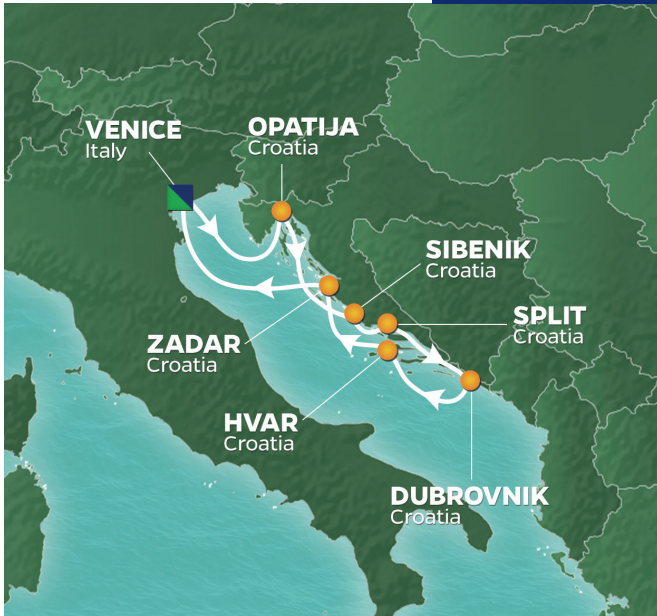 VENICE
Italy
OPATIJA
Croatia
SIBENIK
Croatia
SPLIT
Croatia
ZADAR
Croatia
HVAR
Croatia
DUBROVNIK
Croatia